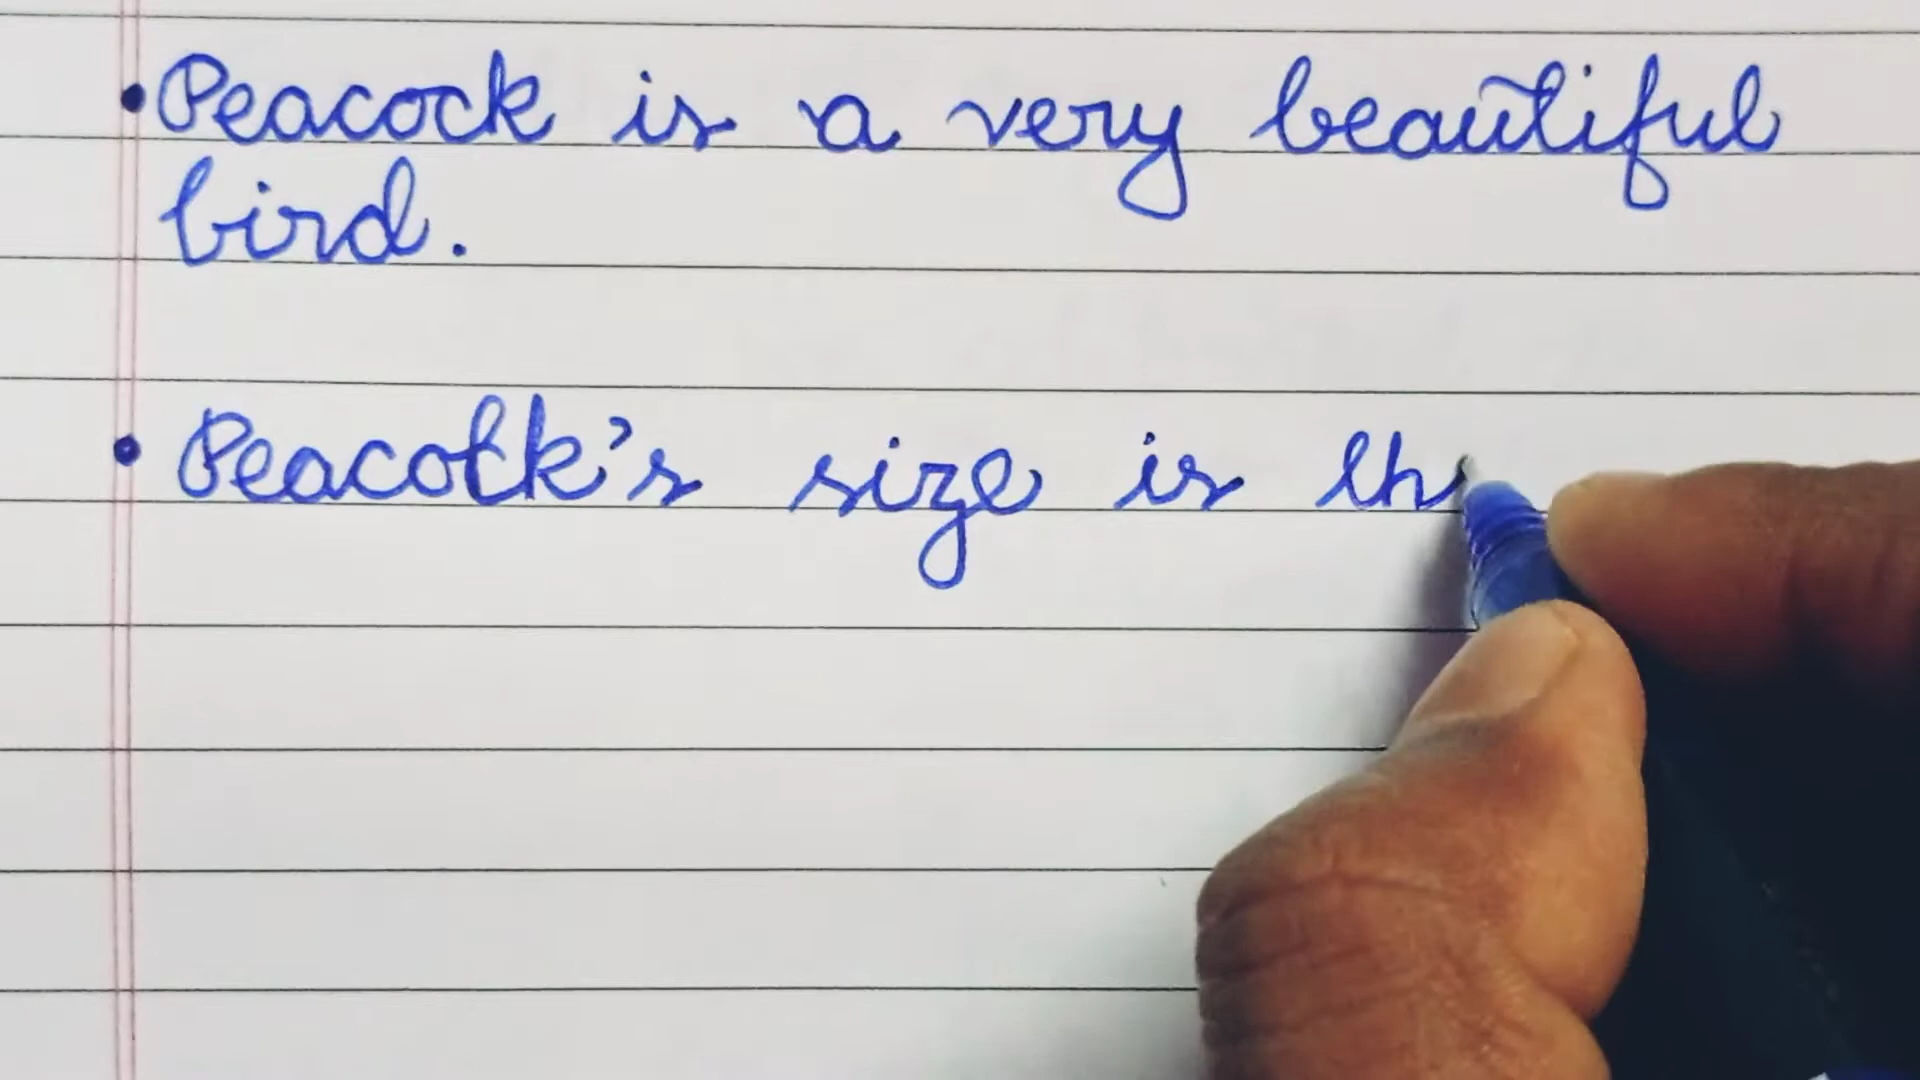 • Peacock is a very beautiful
bird.
• Peacock's size is th